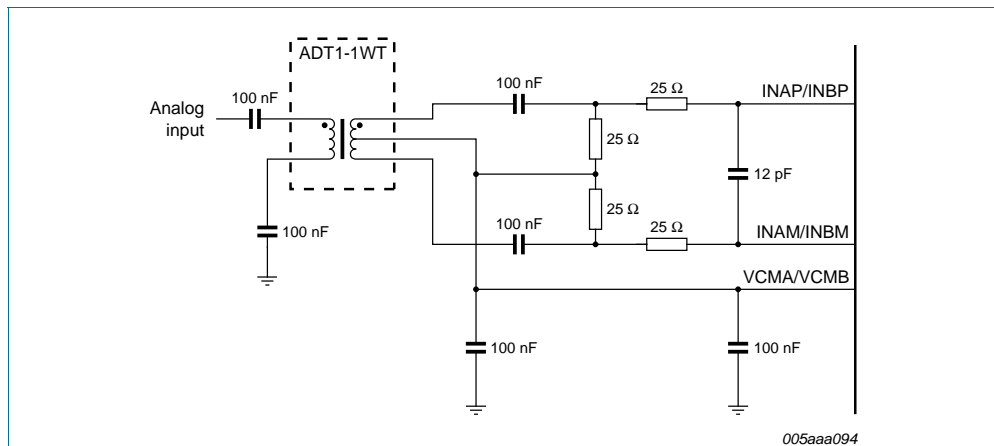 ADT1-1WT
100 nF
25 Ω
INAP/INBP
Analog
input
100 nF
25 Ω
12 pF
25 Ω
100 nF
100 nF
25 Ω
INAM/INBM
VCMA/VCMB
100 nF
100 nF
005aaa094